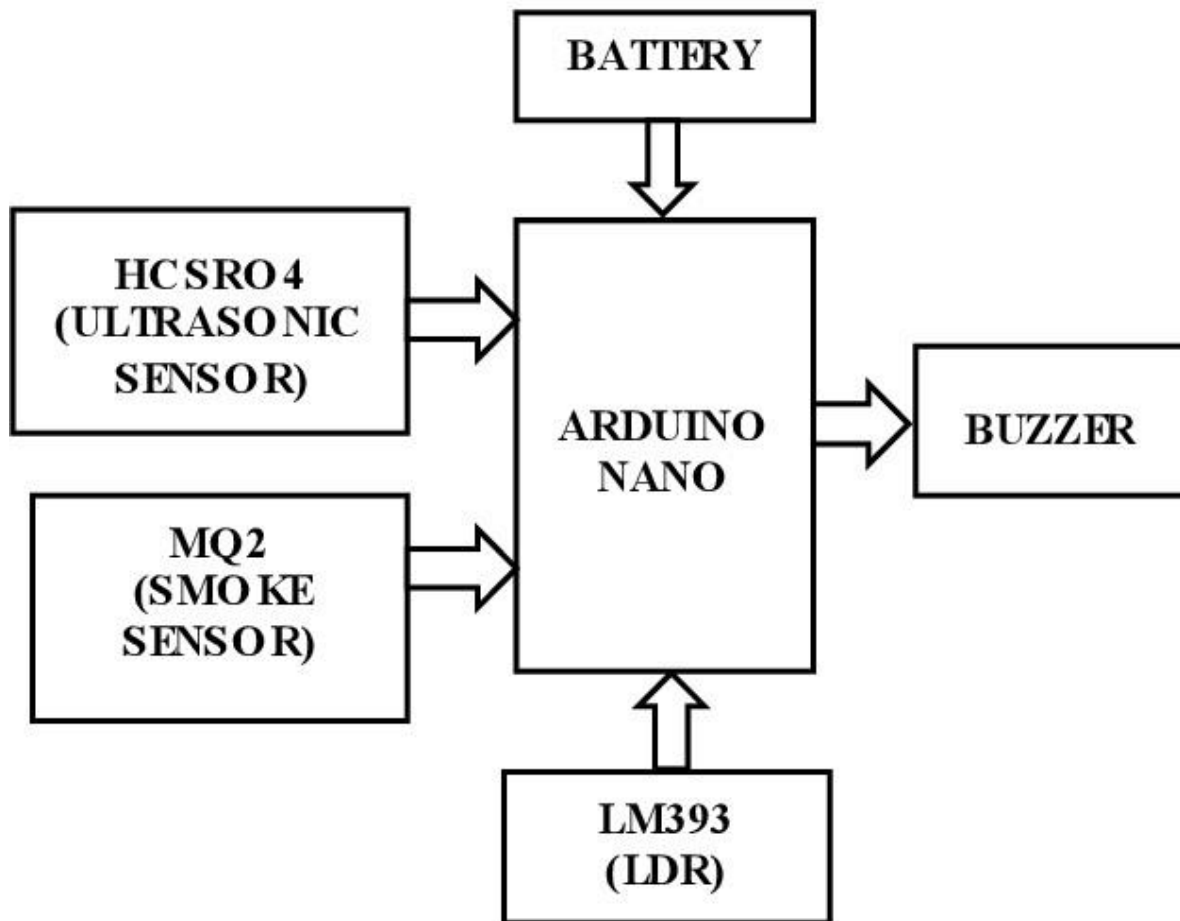 BATTERY
HCSRO4
(ULTRASONIC
SENSOR)
ARDUINO
NANO
BUZZER
MQ2
(SMOKE
SENSOR)
LM393
(LDR)